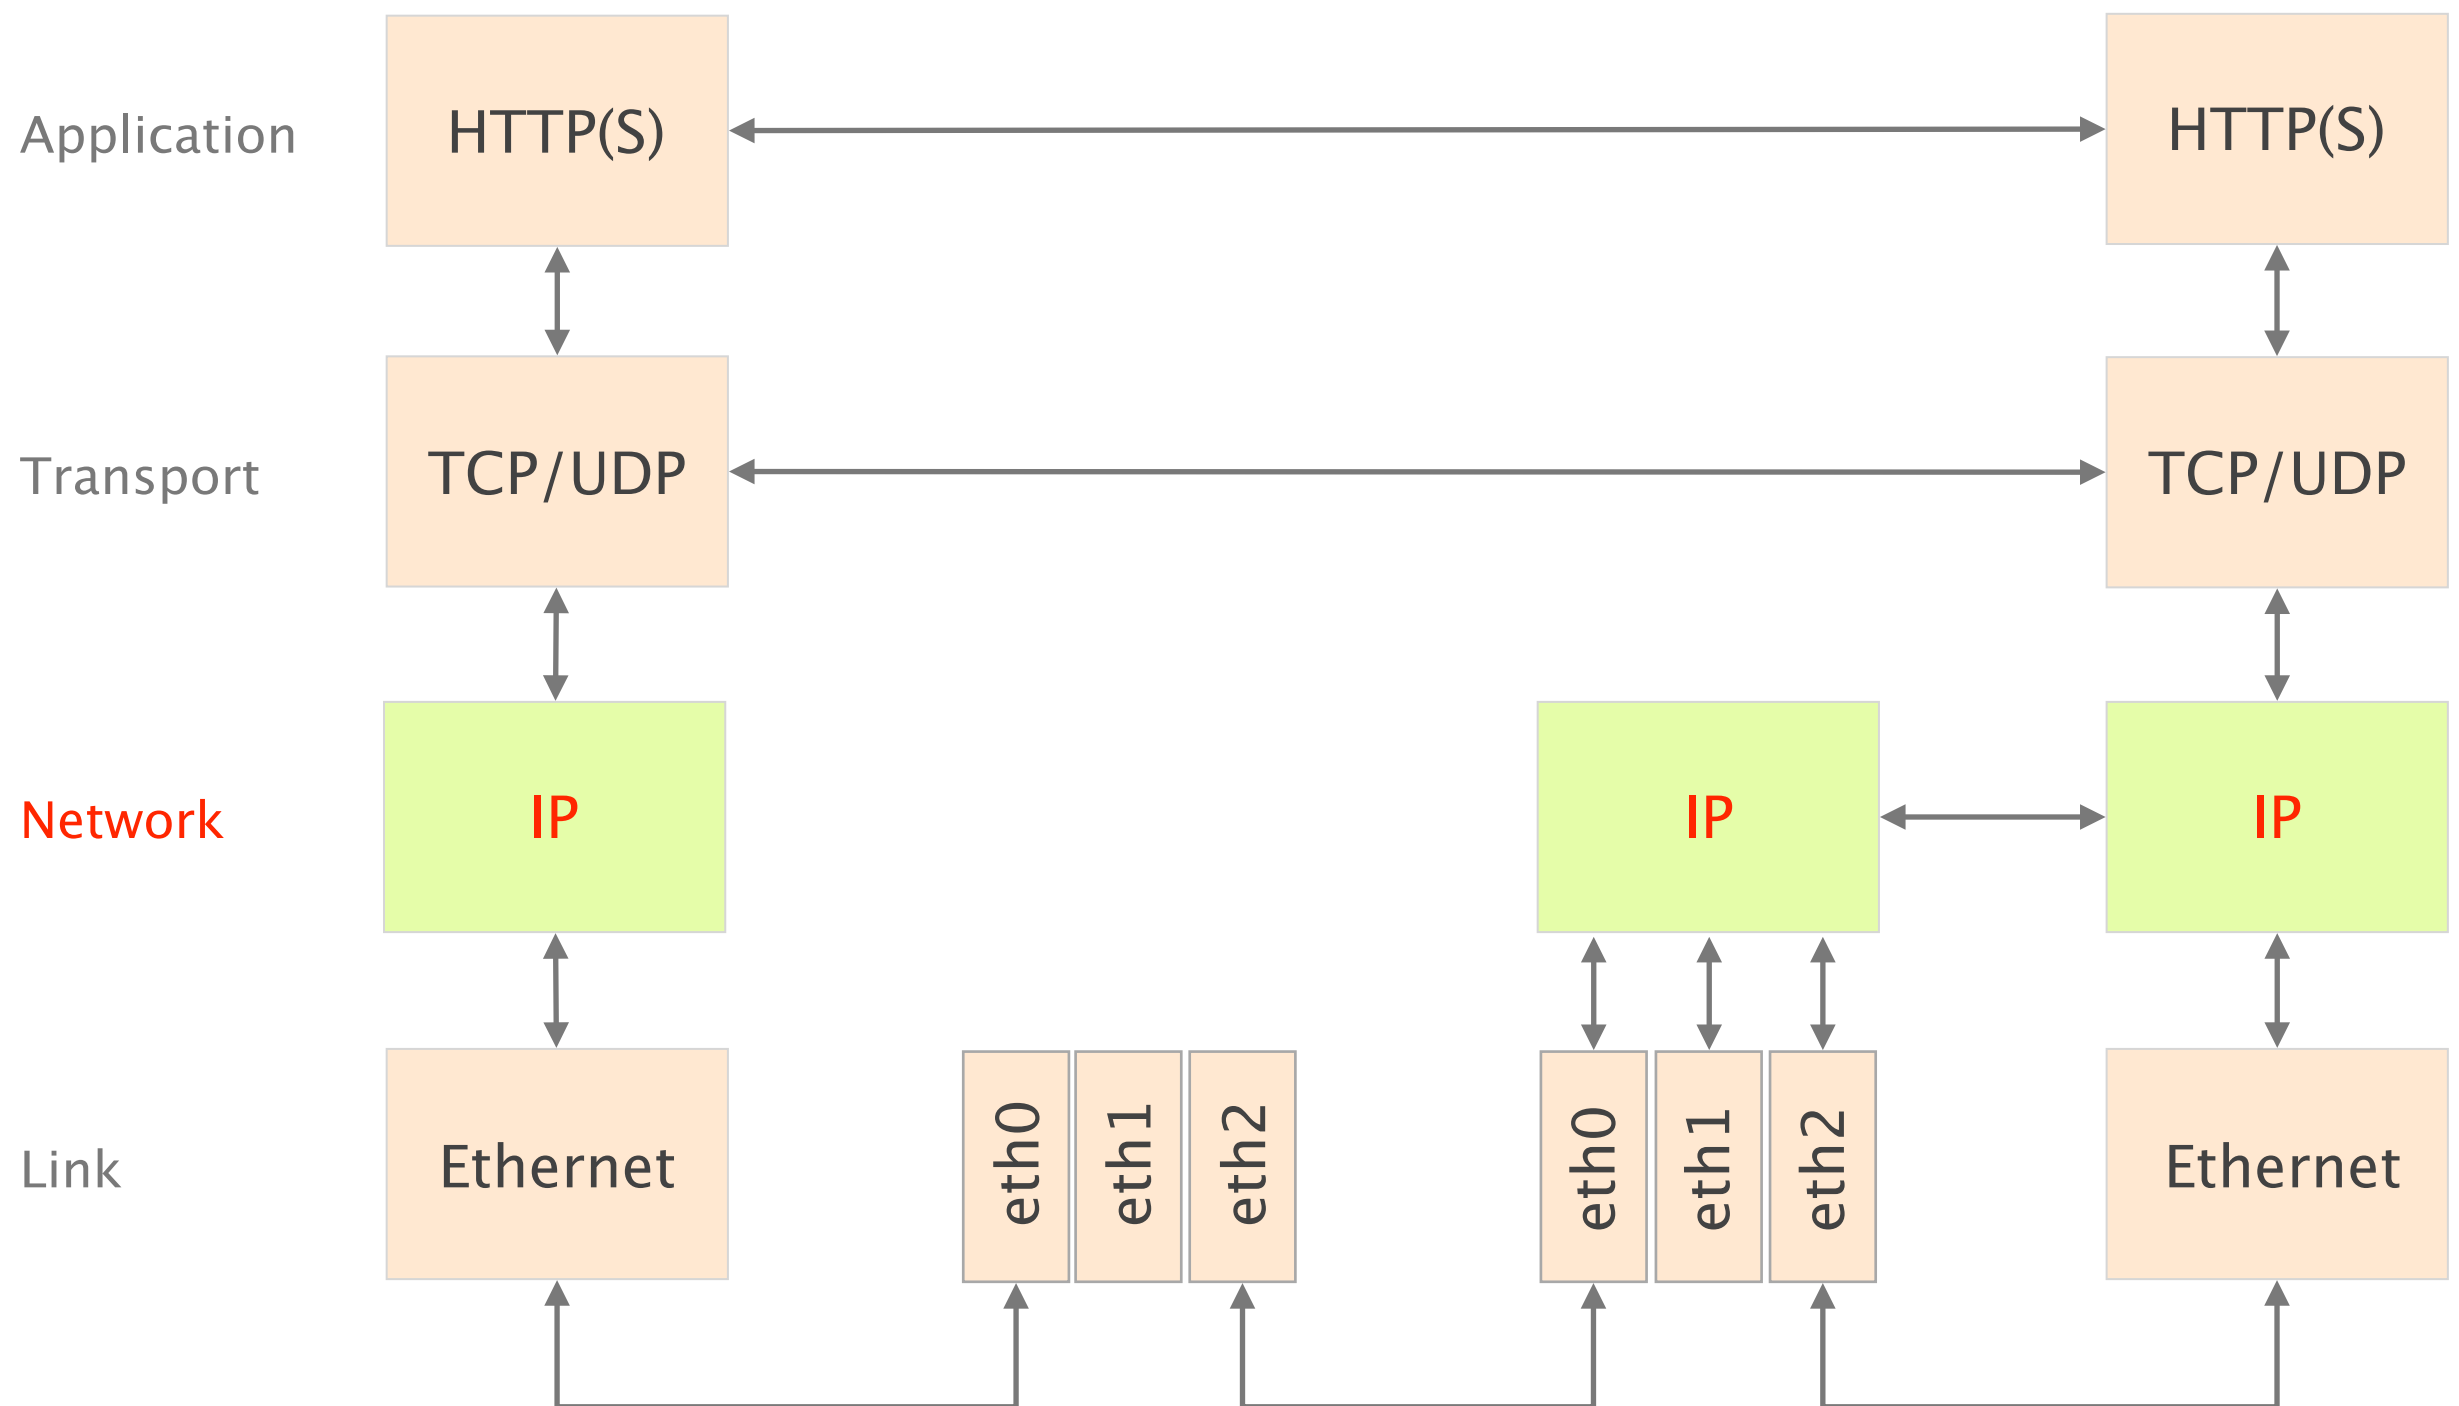 Application
HTTP(S)
HTTP(S)
Transport
TCP/UDP
TCP/UDP
Network
IP
IP
IP
Link
Ethernet
eth0
eth1
eth2
eth0
eth1
eth2
Ethernet